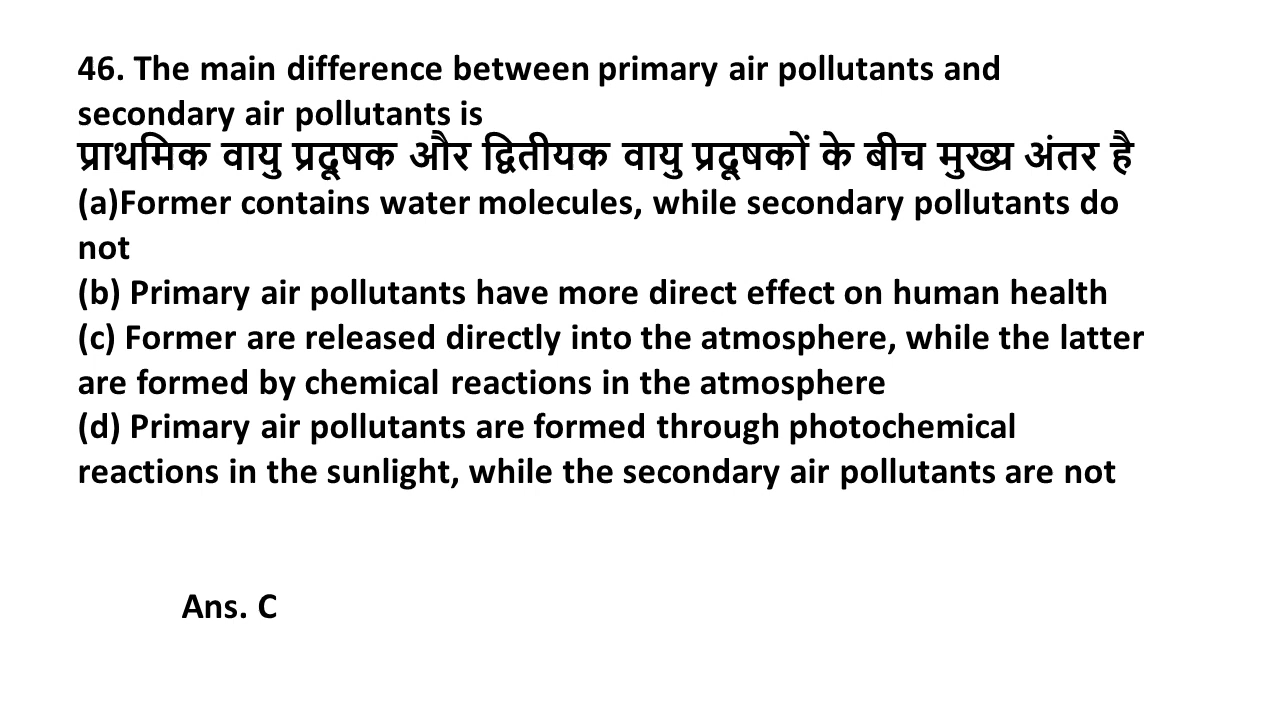 46. The main difference between primary air pollutants and
secondary air pollutants is
प्राथमिक वायु प्रदूषक और द्वितीयक वायु प्रदूषकों के बीच मुख्य अंतर है
(a)Former contains water molecules, while secondary pollutants do
not
(b) Primary air pollutants have more direct effect on human health
(c) Former are released directly into the atmosphere, while the latter
are formed by chemical reactions in the atmosphere
(d) Primary air pollutants are formed through photochemical
reactions in the sunlight, while the secondary air pollutants are not
Ans. C